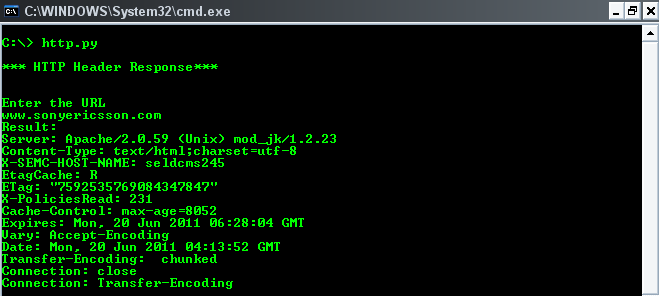 C:\WINDOWS\System32\cmd.exe
C:\> http.py
*** HTTP Header Response***
Enter the URL
www.sonyericsson.com
Result:
Server: Apache/2.0.59 (Unix) mod_jk/1.2.23
Content-Type: text/html;charset=utf-8
X-SEMC-HOST-NAME: seldcms245
EtagCache: R
ETag: "7592535769084347847"
X-PoliciesRead: 231
Cache-Control: max-age=8052
Expires: Mon, 20 Jun 2011 06:28:04 GMT
Vary: Accept-Encoding
Date: Mon, 20 Jun 2011 04:13:52 GMT
Transfer-Encoding:  chunked
Connection: close
Connection: Transfer-Encoding